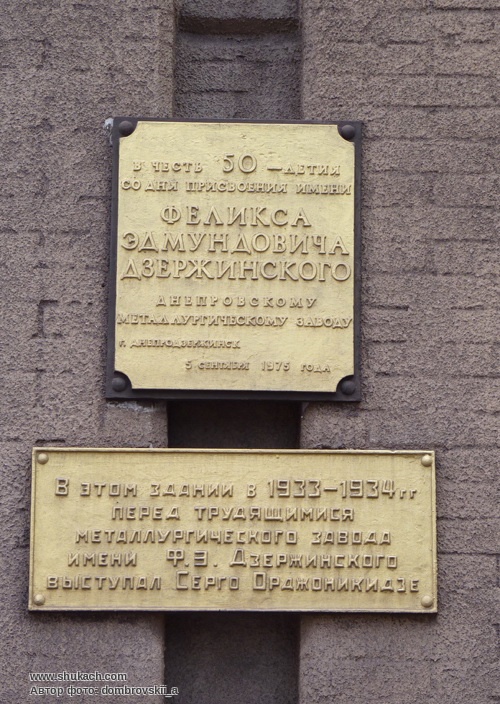 В ЧЕСТЬ 50-ЛЕТИЯ
СО ДНЯ ПРИСВОЕНИЯ ИМЕНИ
ФЕЛИКСА
ЭДМУНДОВИЧА
ДЗЕРЖИНСКОГО
ДНЕПРОВСКОМУ
МЕТАЛЛУРГИЧЕСКОМУ ЗАВОДУ
г. ДНЕПРОДЗЕРЖИНСК
5 СЕНТЯБРЯ 1975 ГОДА
В ЭТОМ ЗДАНИИ В 1933-1934 гг
ПЕРЕД ТРУДЯЩИМИСЯ
МЕТАЛЛУРГИЧЕСКОГО ЗАВОДА
ИМЕНИ Ф.Э. ДЗЕРЖИНСКОГО
ВЫСТУПАЛ СЕРГО ОРДЖОНИКИДЗЕ
www.shukach.com
Автор фото: dombrovskii_a